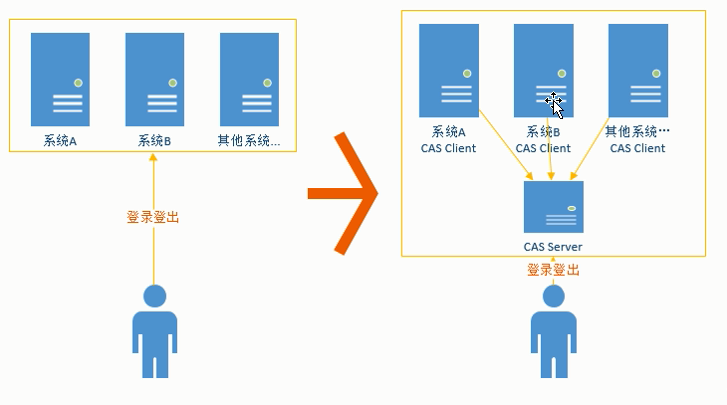 系统A
系统B
其他系统...
登录登出
系统A
CAS Client
系统B
CAS Client
其他系统…
CAS Client
CAS Server
登录登出